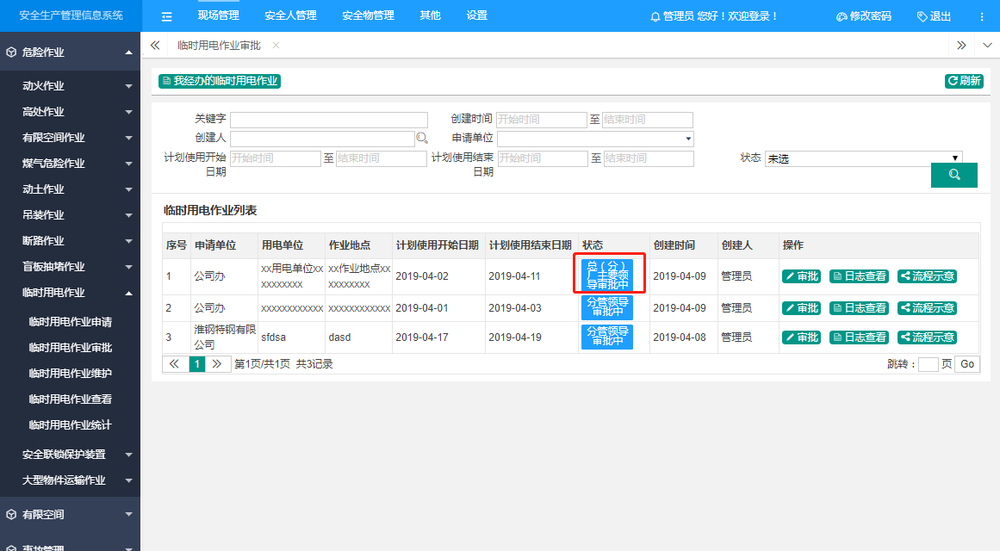 安全生产管理信息系统
现场管理 安全人管理 安全物管理 其他 设置
管理员 您好！欢迎登录！ 修改密码 退出
危险作业
动火作业
高处作业
有限空间作业
煤气危险作业
动土作业
吊装作业
断路作业
盲板抽堵作业
临时用电作业
临时用电作业申请
临时用电作业审批
临时用电作业维护
临时用电作业查看
临时用电作业统计
安全联锁保护装置
大型物件运输作业
有限空间
事故管理
临时用电作业审批
我经办的临时用电作业 刷新
关键字 创建时间 开始时间 至 结束时间
创建人 申请单位
计划使用开始日期 开始时间 至 结束时间 计划使用结束日期 开始时间 至 结束时间 状态 未选
临时用电作业列表
序号 申请单位 用电单位 作业地点 计划使用开始日期 计划使用结束日期 状态 创建时间 创建人 操作
1 公司办 xx用电单位xxxxxxxxxx xx作业地点xxxxxxxxxx 2019-04-02 2019-04-11 总（分）厂主要领导审批中 2019-04-09 管理员 审批 日志查看 流程示意
2 公司办 xxxxxxxxxxxx xxxxxxxxxxxx 2019-04-01 2019-04-03 分管领导审批中 2019-04-09 管理员 审批 日志查看 流程示意
3 淮钢特钢有限公司 sfdsa dasd 2019-04-17 2019-04-19 分管领导审批中 2019-04-08 管理员 审批 日志查看 流程示意
1 第1页/共1页 共3记录 跳转： 页 Go